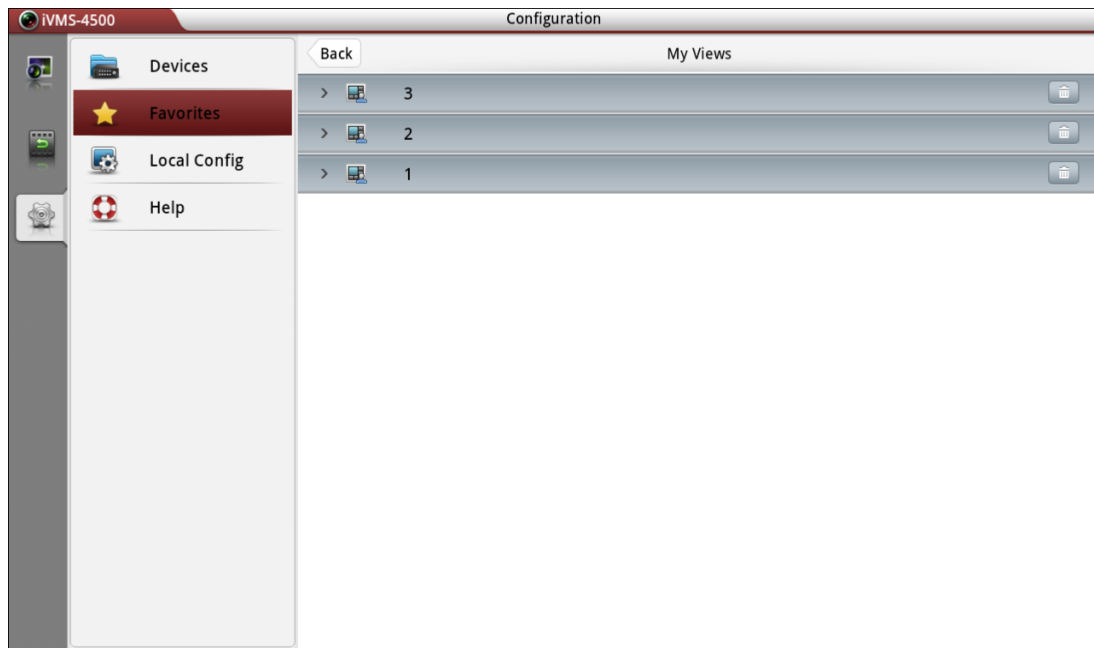 iVMS-4500
Configuration
Devices
Favorites
Local Config
Help
Back
My Views
3
2
1